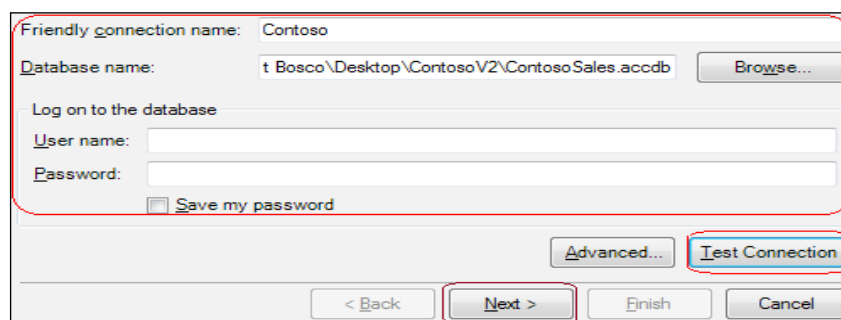 Friendly connection name: Contoso
Database name: t Bosco\Desktop\ContosoV2\ContosoSales.accdb Browse...
Log on to the database
User name:
Password:
Save my password
Advanced... Test Connection
< Back Next > Finish Cancel